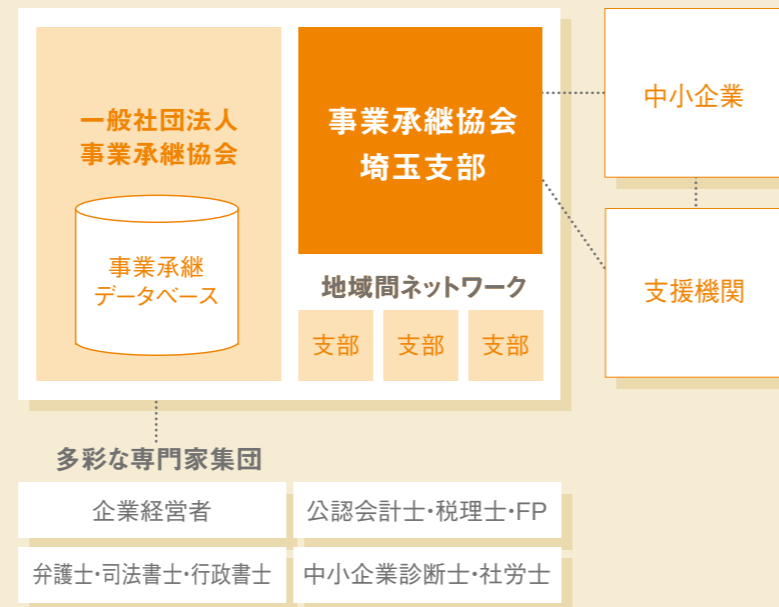 一般社団法人
事業承継協会
事業承継
データベース
事業承継協会
埼玉支部
地域間ネットワーク
支部 支部 支部
中小企業
支援機関
多彩な専門家集団
企業経営者
公認会計士・税理士・FP
弁護士・司法書士・行政書士
中小企業診断士・社労士